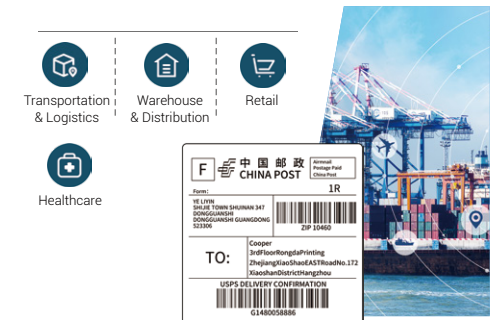 Transportation
& Logistics
Warehouse
& Distribution
Retail
Healthcare
F
中国邮政
CHINA POST
Airmail
Postage Paid
China Post
From:
1R
YE LIYIN
SHIJIE TOWN SHUINAN 347
DONGGUANSHI
DONGGUANSHI GUANGDONG
523306
ZIP 10460
TO:
Cooper
3rdFloorRongdaPrinting
ZhejiangXiaoShaoEASTRoadNo.172
XiaoshanDistrictHangzhou
USPS DELIVERY CONFIRMATION
G1480058886